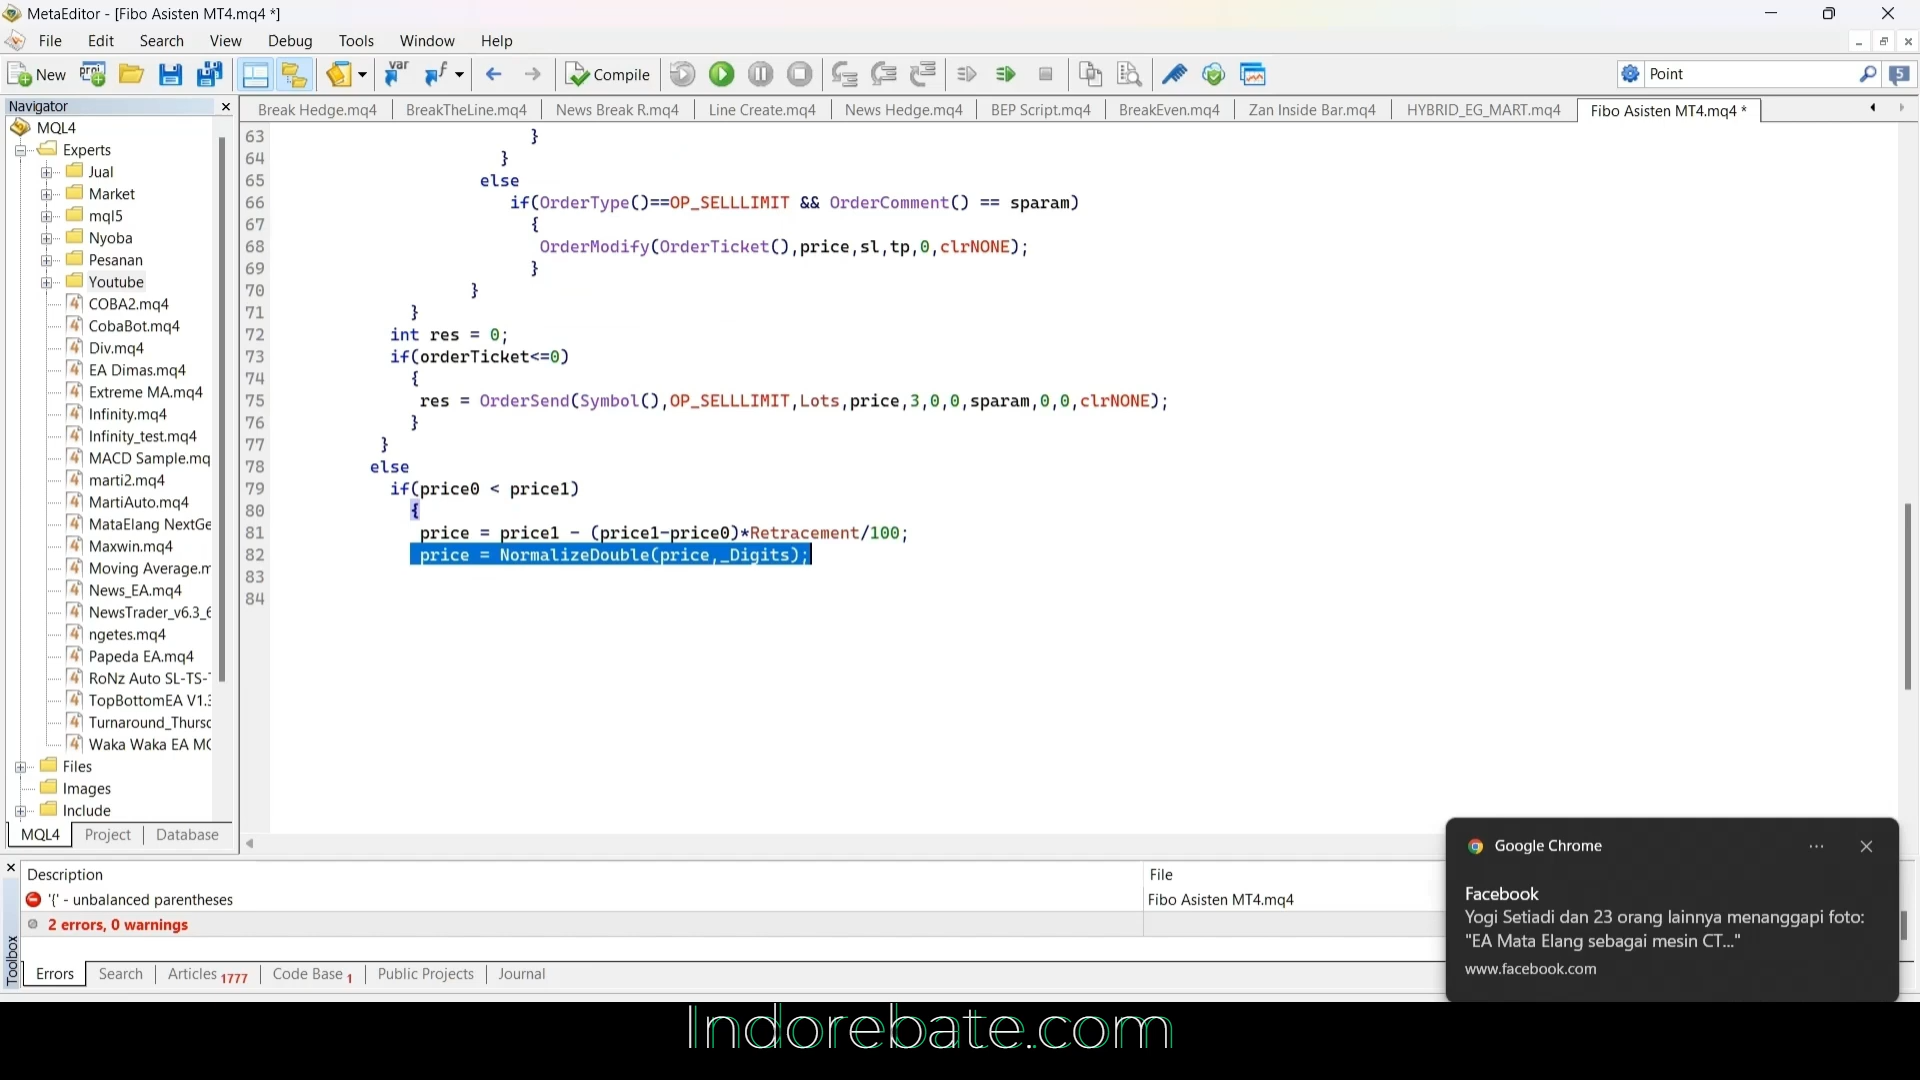 MetaEditor - [Fibo Asisten MT4.mq4 *]
File Edit Search View Debug Tools Window Help
New Compile Point 5
Navigator
Break Hedge.mq4 BreakTheLine.mq4 News Break R.mq4 Line Create.mq4 News Hedge.mq4 BEP Script.mq4 BreakEven.mq4 Zan Inside Bar.mq4 HYBRID_EG_MART.mq4 Fibo Asisten MT4.mq4 *
MQL4
Experts
Jual
Market
mql5
Nyoba
Pesanan
Youtube
COBA2.mq4
CobaBot.mq4
Div.mq4
EA Dimas.mq4
Extreme MA.mq4
Infinity.mq4
Infinity_test.mq4
MACD Sample.mq
marti2.mq4
MartiAuto.mq4
MataElang NextGe
Maxwin.mq4
Moving Average.m
News_EA.mq4
NewsTrader_v6.3_6
ngetes.mq4
Papeda EA.mq4
RoNz Auto SL-TS-
TopBottomEA V1.3
Turnaround_Thurs
Waka Waka EA M
Files
Images
Include
MQL4 Project Database
63 }
64 }
65 else
66 if(OrderType()==OP_SELLLIMIT && OrderComment() == sparam)
67 {
68 OrderModify(OrderTicket(),price,sl,tp,0,clrNONE);
69 }
70 }
71 }
72 int res = 0;
73 if(orderTicket<=0)
74 {
75 res = OrderSend(Symbol(),OP_SELLLIMIT,Lots,price,3,0,0,sparam,0,0,clrNONE);
76 }
77 }
78 else
79 if(price0 < price1)
80 {
81 price = price1 - (price1-price0)*Retracement/100;
82 price = NormalizeDouble(price,_Digits);
83
84
Description File
'{' - unbalanced parentheses Fibo Asisten MT4.mq4
2 errors, 0 warnings
Toolbox
Errors Search Articles 1777 Code Base 1 Public Projects Journal
Google Chrome
Facebook
Yogi Setiadi dan 23 orang lainnya menanggapi foto:
"EA Mata Elang sebagai mesin CT..."
www.facebook.com
Indorebate.com